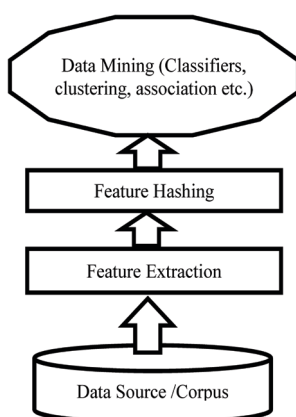 Data Mining (Classifiers,
clustering, association etc.)
Feature Hashing
Feature Extraction
Data Source /Corpus